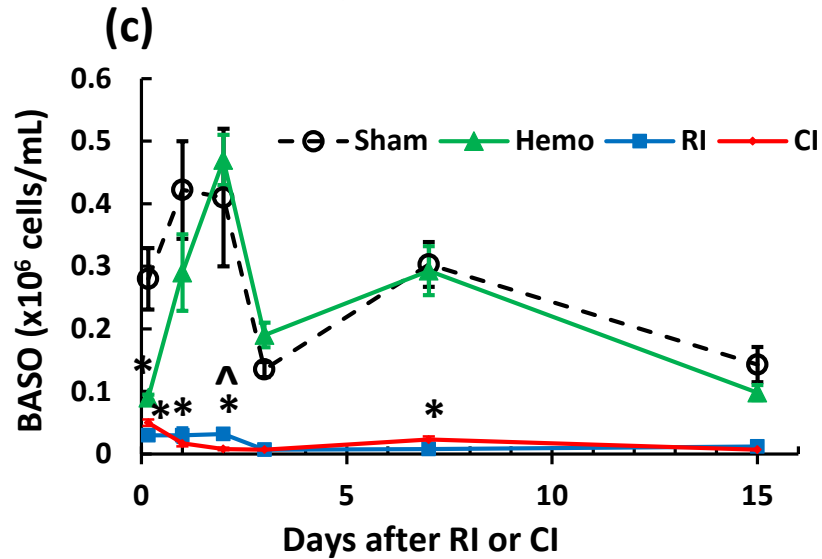 (c)
0.6
0.5
0.4
0.3
0.2
0.1
0
BASO (x10⁶ cells/mL)
Sham Hemo RI CI
*
* *
^
*
*
0 5 10 15
Days after RI or CI